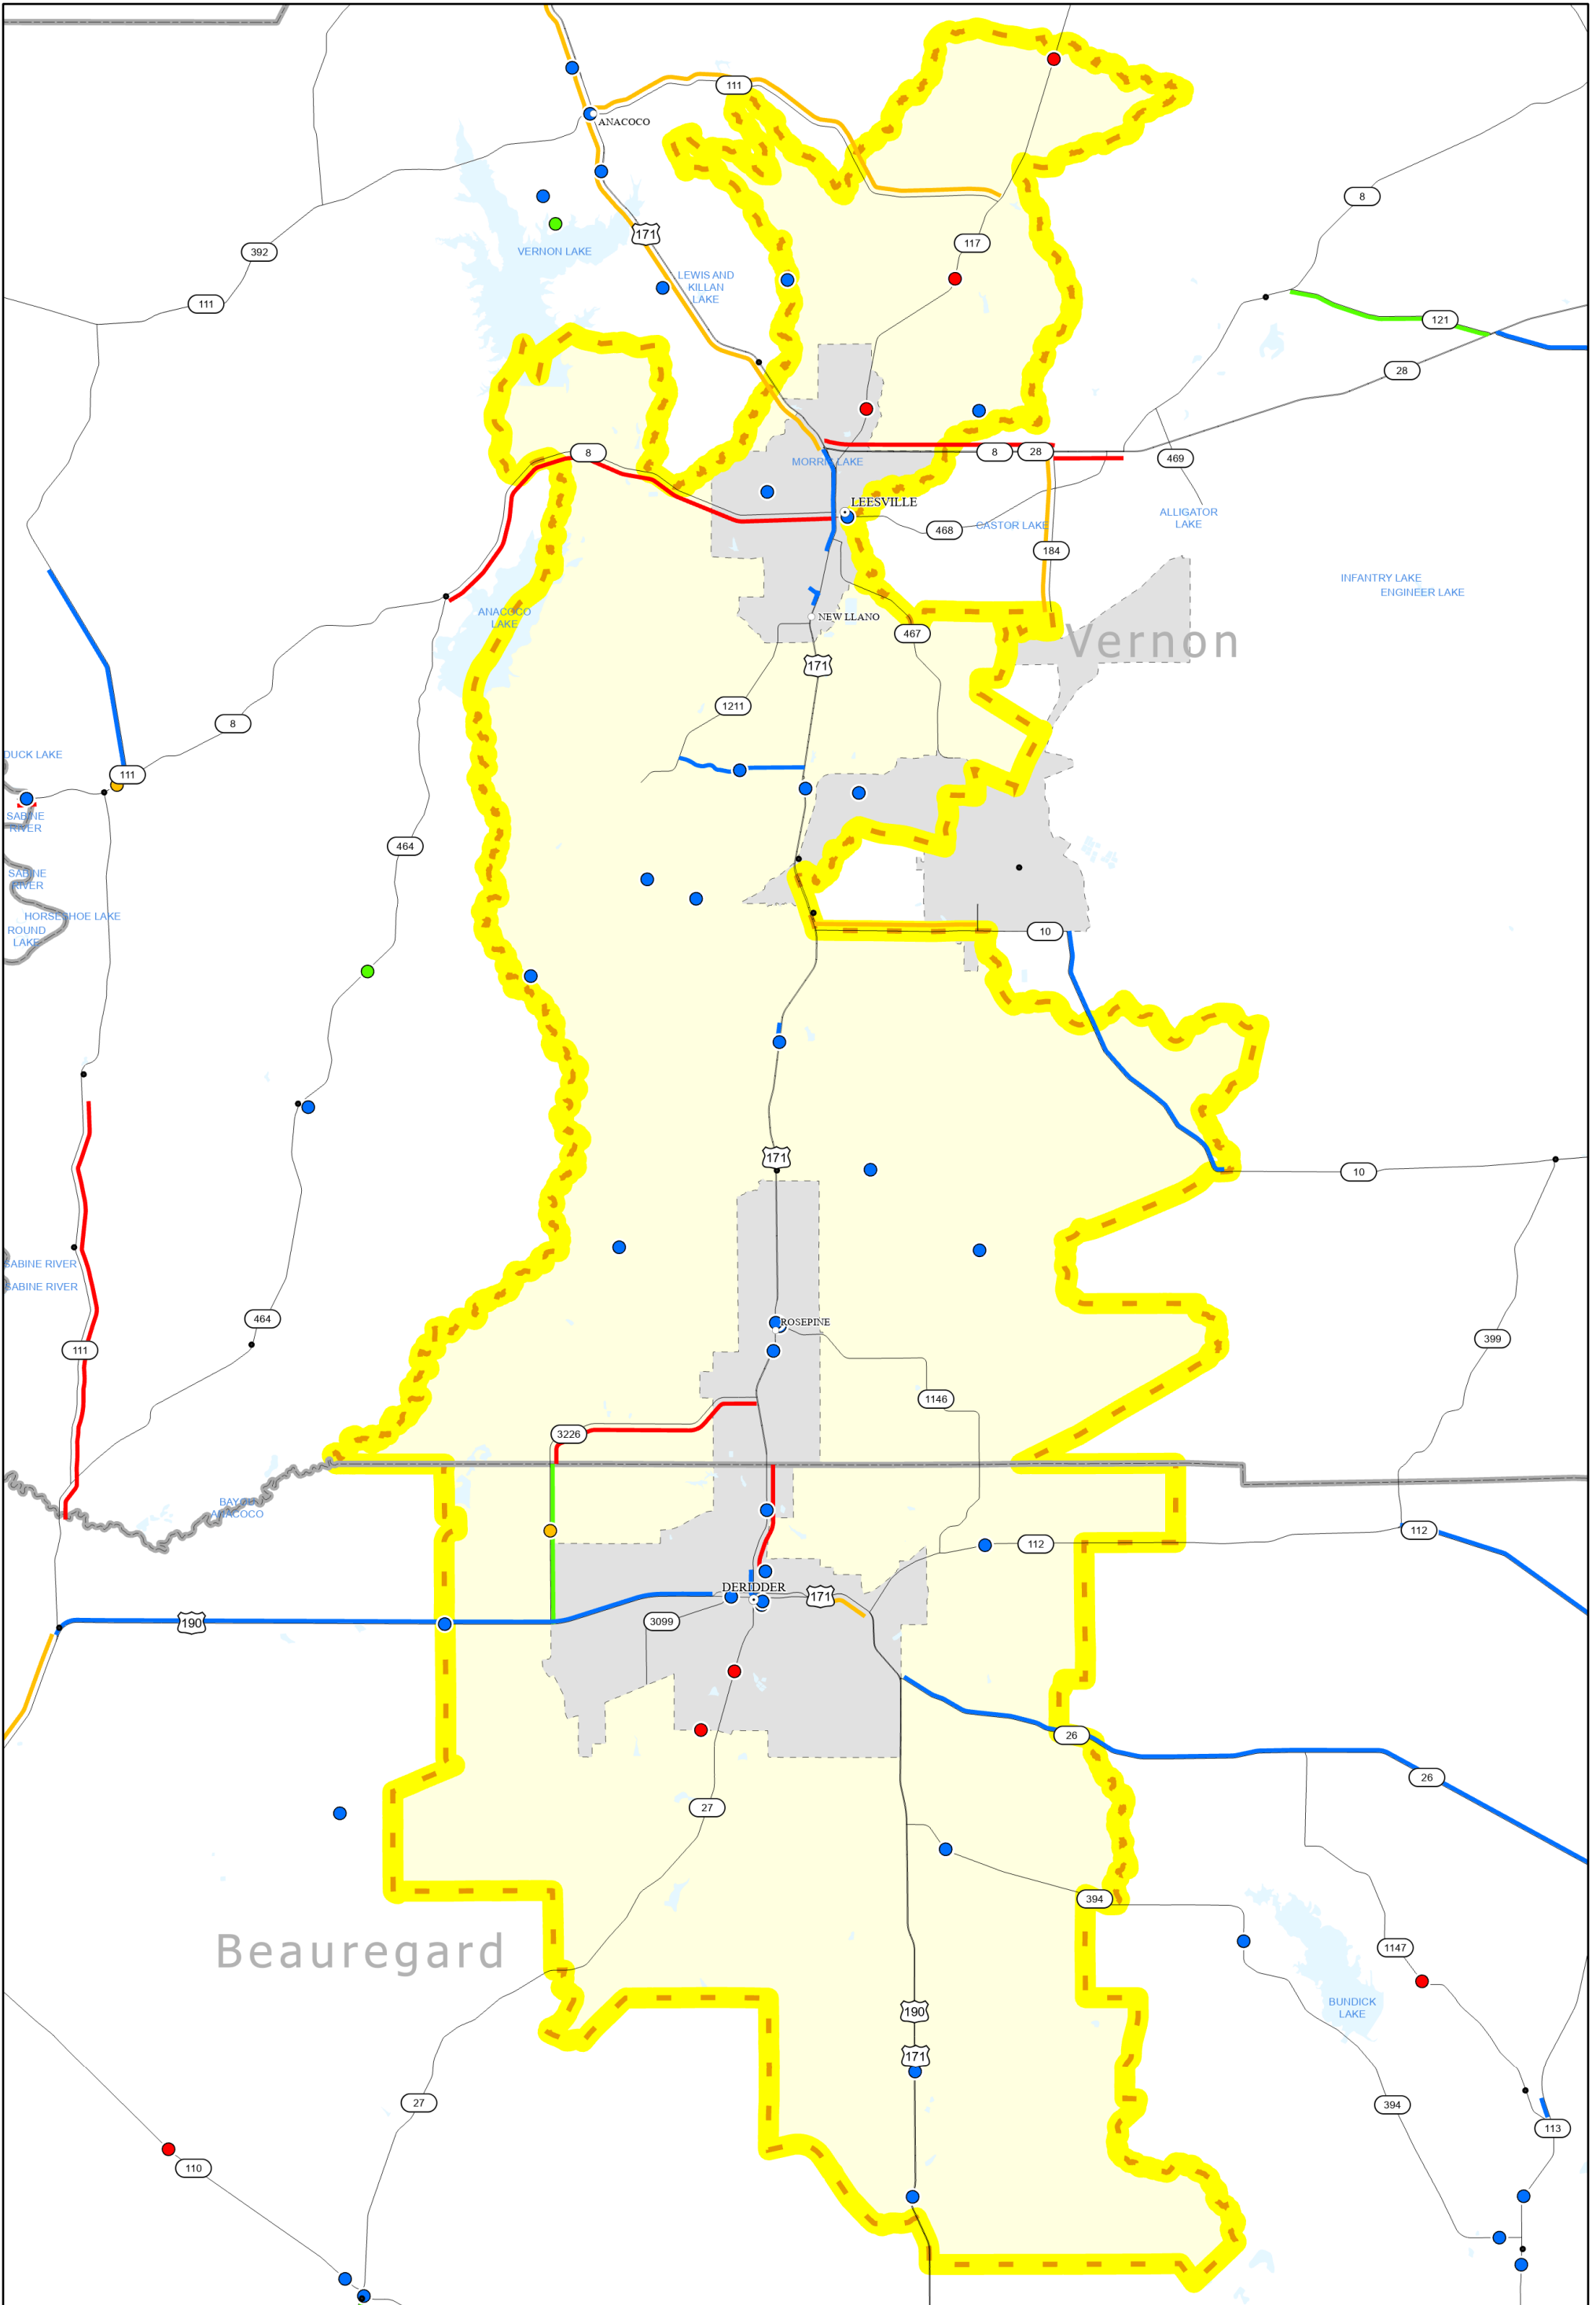 111
ANACOCO
8
392
171
117
VERNON LAKE
LEWIS AND
KILLAN
LAKE
111
121
28
8
8
28
469
MORRIS LAKE
LEESVILLE
468
CASTOR LAKE
ALLIGATOR
LAKE
184
INFANTRY LAKE
ENGINEER LAKE
ANACOCO
LAKE
NEW LLANO
467
Vernon
171
1211
8
DUCK LAKE
111
SABINE
RIVER
464
SABINE
RIVER
HORSESHOE LAKE
ROUND
LAKE
10
171
10
SABINE RIVER
SABINE RIVER
464
ROSEPINE
399
111
1146
3226
BAYOU
ANACOCO
112
112
DERIDDER
171
190
3099
26
26
27
394
Beauregard
1147
190
BUNDICK
LAKE
171
27
394
113
110